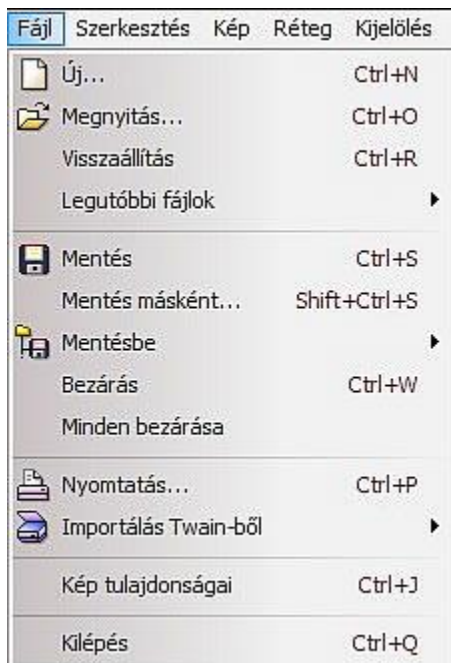 Fájl Szerkesztés Kép Réteg Kijelölés
Új... Ctrl+N
Megnyitás... Ctrl+O
Visszaállítás Ctrl+R
Legutóbbi fájlok
Mentés Ctrl+S
Mentés másként... Shift+Ctrl+S
Mentésbe
Bezárás Ctrl+W
Minden bezárása
Nyomtatás... Ctrl+P
Importálás Twain-ből
Kép tulajdonságai Ctrl+J
Kilépés Ctrl+Q